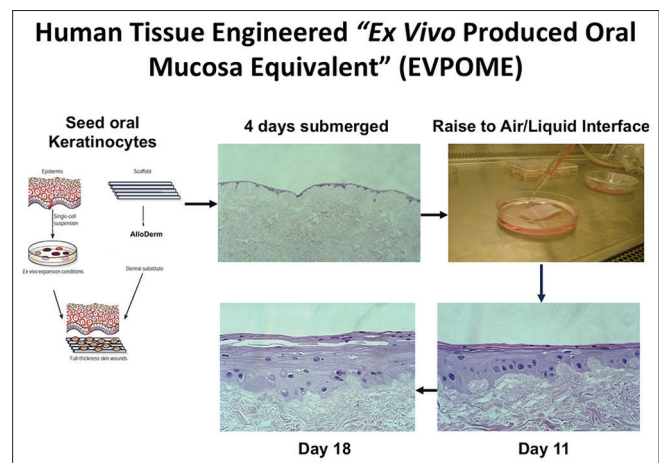 Human Tissue Engineered “Ex Vivo Produced Oral
Mucosa Equivalent” (EVPOME)
Seed oral
Keratinocytes
4 days submerged
Raise to Air/Liquid Interface
Epidermis
Scaffold
Single-cell
suspension
AlloDerm
Ex vivo expansion conditions
Dermal substitute
Full-thickness skin wounds
Day 18
Day 11